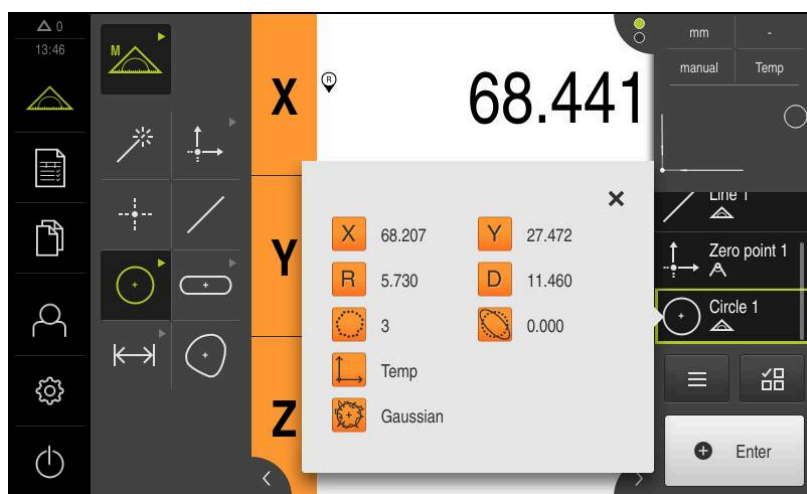 0
13:46
M
X
R
68.441
mm
-
manual
Temp
Y
Z
X 68.207 Y 27.472
R 5.730 D 11.460
3 0.000
Temp
Gaussian
Line 1
Zero point 1
Circle 1
Enter